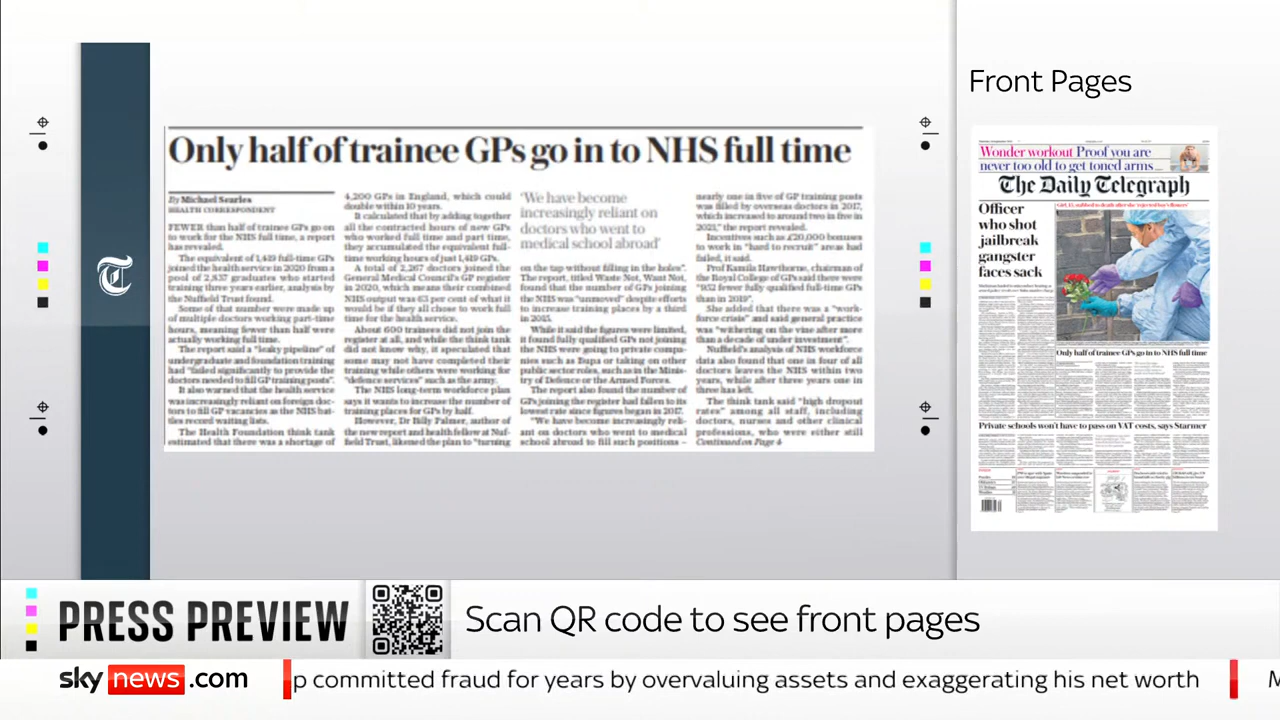 Only half of trainee GPs go in to NHS full time
By Michael Searles
HEALTH CORRESPONDENT
FEWER than half of trainee GPs go on
to work for the NHS full time, a report
has revealed.
The equivalent of 1,419 full-time GPs
joined the health service in 2020 from a
pool of 2,837 graduates who started
training three years earlier, analysis by
the Nuffield Trust found.
Some of that number were made up
of multiple doctors working part-time
hours, meaning fewer than half were
actually working full time.
The report said a "leaky pipeline" of
undergraduate and foundation training
had "failed significantly to provide the
doctors needed to fill GP training posts".
It also warned that the health service
was increasingly reliant on foreign doc-
tors to fill GP vacancies as the NHS bat-
tles record waiting lists.
The Health Foundation think tank
estimated that there was a shortage of
4,200 GPs in England, which could
double within 10 years.
It calculated that by adding together
all the contracted hours of new GPs
who worked full time and part time,
they accumulated the equivalent full-
time working hours of just 1,419 GPs.
A total of 2,267 doctors joined the
General Medical Council's GP register
in 2020, which means their combined
NHS output was 63 per cent of what it
would be if they all chose to work full
time for the health service.
About 600 trainees did not join the
register at all, and while the think tank
did not know why, it speculated that
some may not have completed their
training while others were working for
"defence services" such as the army.
The NHS long-term workforce plan
says it wants to increase the number of
training places for GPs by half.
However, Dr Billy Palmer, author of
the new report and health fellow at Nuf-
field Trust, likened the plan to "turning
'We have become
increasingly reliant on
doctors who went to
medical school abroad'
on the tap without filling in the holes".
The report, titled Waste Not, Want Not,
found that the number of GPs joining
the NHS was "unmoved" despite efforts
to increase training places by a third
in 2015.
While it said the figures were limited,
it found fully qualified GPs not joining
the NHS were going to private compa-
nies such as Bupa or taking on other
public sector roles, such as in the Minis-
try of Defence or the Armed Forces.
The report also found the number of
GPs joining the register had fallen to its
lowest rate since figures began in 2017.
"We have become increasingly reli-
ant on doctors who went to medical
school abroad to fill such positions –
nearly one in five of GP training posts
was filled by overseas doctors in 2017,
which increased to around two in five in
2021," the report revealed.
Incentives such as £20,000 bonuses
to work in "hard to recruit" areas had
failed, it said.
Prof Kamila Hawthorne, chairman of
the Royal College of GPs said there were
"952 fewer fully qualified full-time GPs
than in 2019".
She added that there was a "work-
force crisis" and said general practice
was "withering on the vine after more
than a decade of under investment".
Nuffield's analysis of NHS workforce
data also found that one in four of all
doctors leaves the NHS within two
years, while after three years one in
three has left.
The think tank said "high dropout
rates" among all staff, including
doctors, nurses and other clinical
professions, who were either still
Continued on Page 4
Front Pages
Wonder workout Proof you are
never too old to get toned arms
The Daily Telegraph
Officer
who shot
jailbreak
gangster
faces sack
Girl, 15, stabbed to death after she 'rejected boy's flowers'
Only half of trainee GPs go in to NHS full time
Private schools won't have to pass on VAT costs, says Starmer
PRESS PREVIEW
Scan QR code to see front pages
sky news .com
p committed fraud for years by overvaluing assets and exaggerating his net worth
M